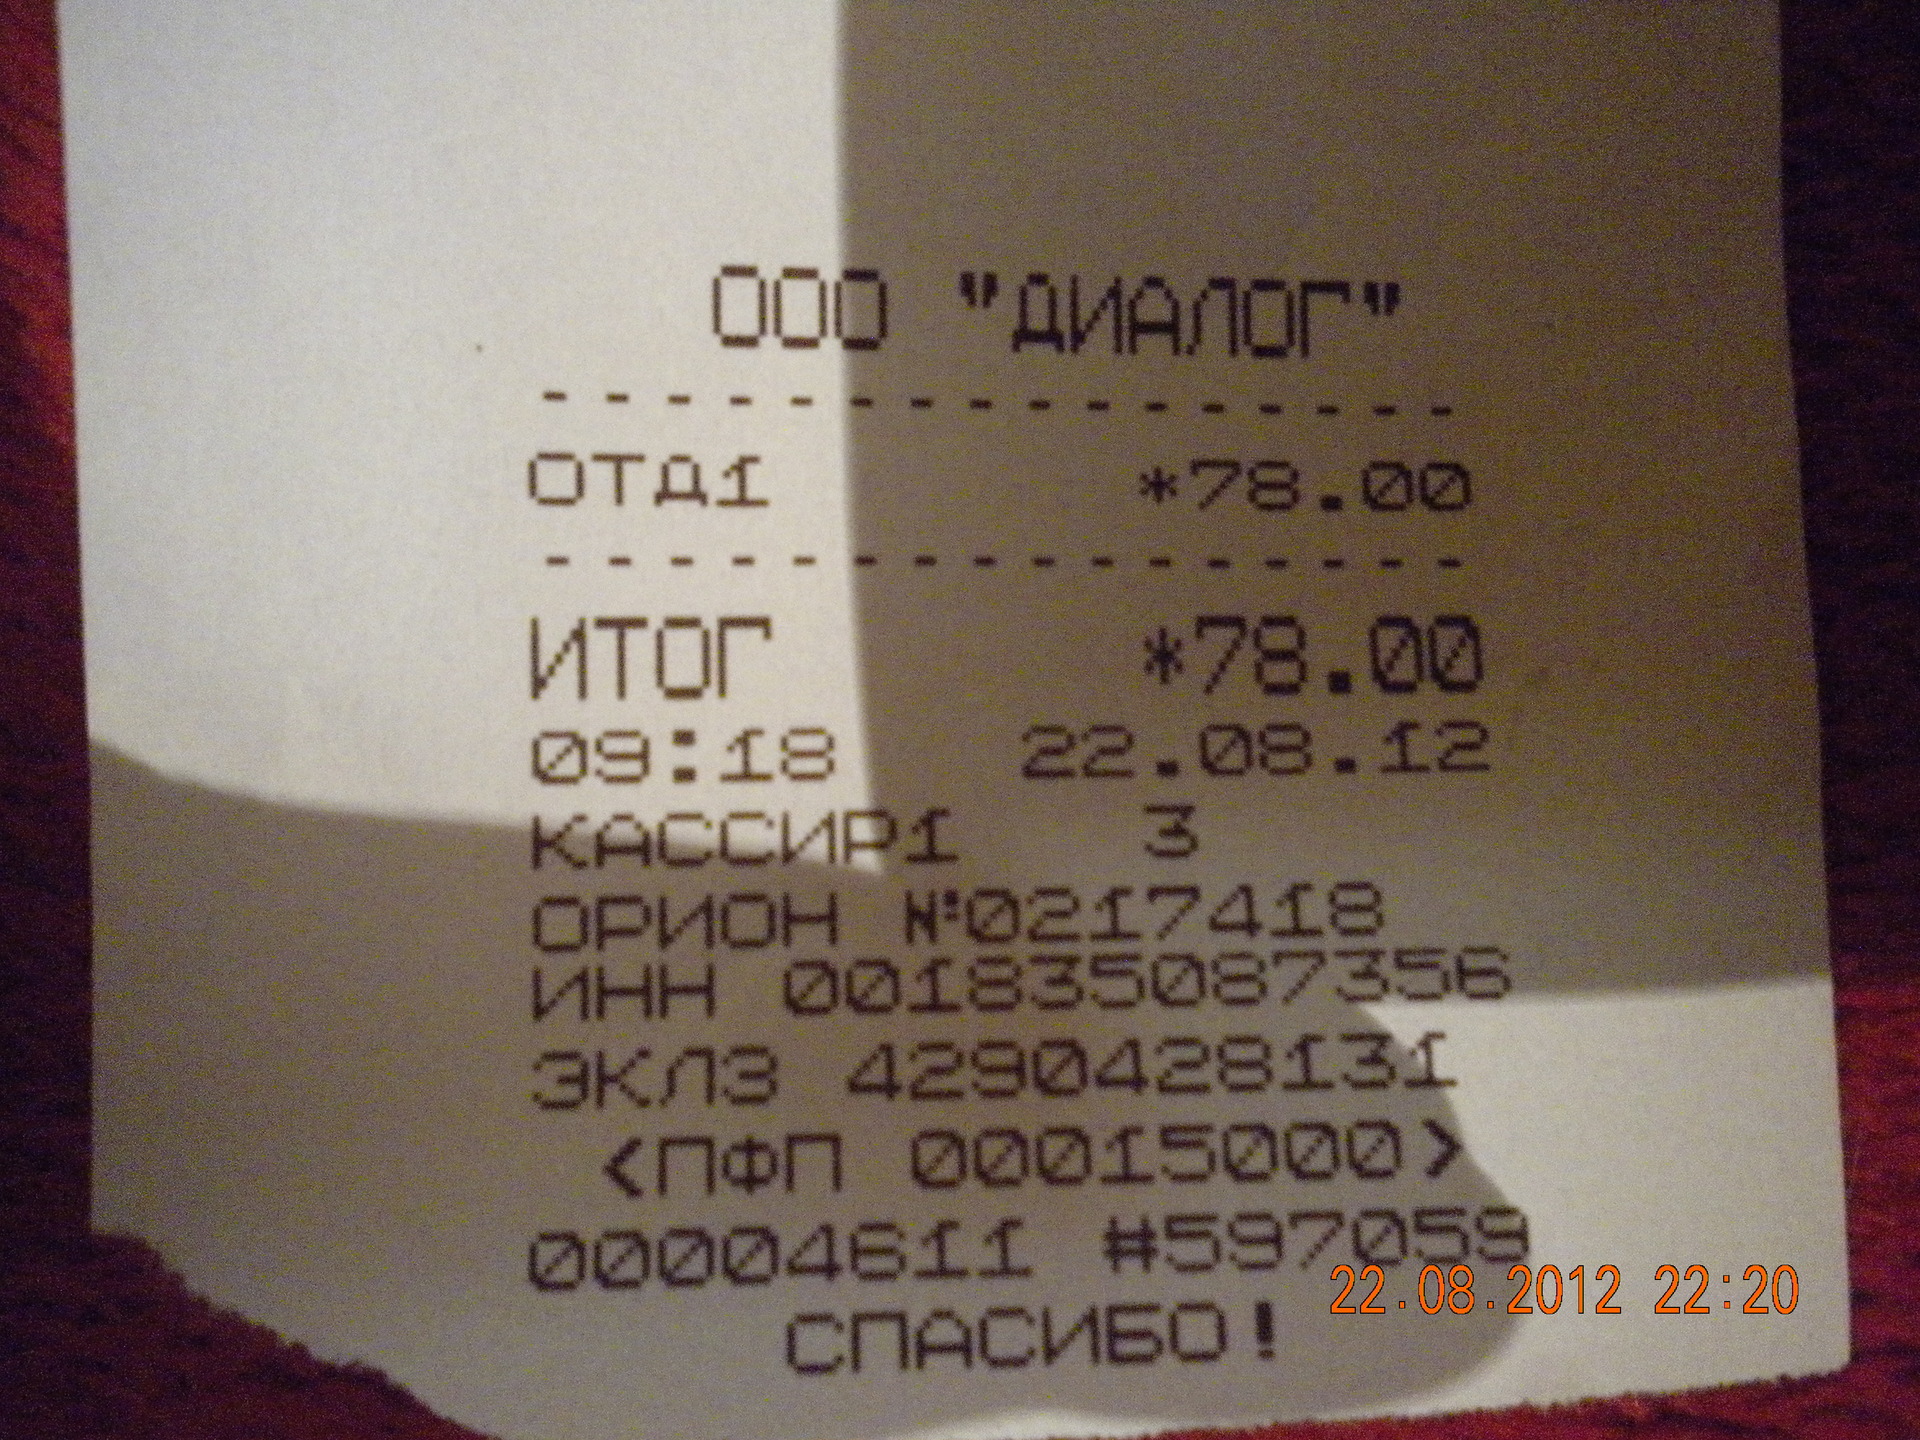 ООО "ДИАЛОГ"
- - - - - - - - - - - - - - - -
ОТД1 *78.00
- - - - - - - - - - - - - - - -
ИТОГ *78.00
09:18 22.08.12
КАССИР1 3
ОРИОН №0217418
ИНН 001835087356
ЭКЛЗ 4290428131
<ПФП 00015000>
00004611 #597059
22.08.2012 22:20
СПАСИБО!